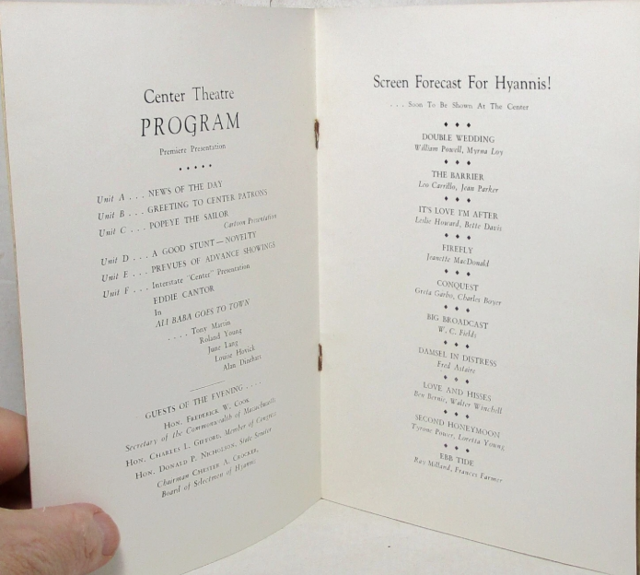 Center Theatre
PROGRAM
Premiere Presentation
Unit A . . . NEWS OF THE DAY
Unit B . . . GREETING TO CENTER PATRONS
Unit C . . . POPEYE THE SAILOR
Cartoon Presentation
Unit D . . . A GOOD STUNT—NOVELTY
Unit E . . . PREVUES OF ADVANCE SHOWINGS
Unit F . . . Interstate "Center" Presentation
EDDIE CANTOR
In
ALI BABA GOES TO TOWN
. . . . Tony Martin
Roland Young
June Lang
Louise Hovick
Alan Dinehart
GUESTS OF THE EVENING . . . .
HON. FREDERICK W. COOK
Secretary of the Commonwealth of Massachusetts
HON. CHARLES L. GIFFORD, Member of Congress
HON. DONALD P. NICHOLSON, State Senator
Chairman CHESTER A. CROCKER,
Board of Selectmen of Hyannis
Screen Forecast For Hyannis!
. . . Soon To Be Shown At The Center
DOUBLE WEDDING
William Powell, Myrna Loy
THE BARRIER
Leo Carrillo, Jean Parker
IT'S LOVE I'M AFTER
Leslie Howard, Bette Davis
FIREFLY
Jeanette MacDonald
CONQUEST
Greta Garbo, Charles Boyer
BIG BROADCAST
W. C. Fields
DAMSEL IN DISTRESS
Fred Astaire
LOVE AND HISSES
Ben Bernie, Walter Winchell
SECOND HONEYMOON
Tyrone Power, Loretta Young
EBB TIDE
Ray Milland, Frances Farmer